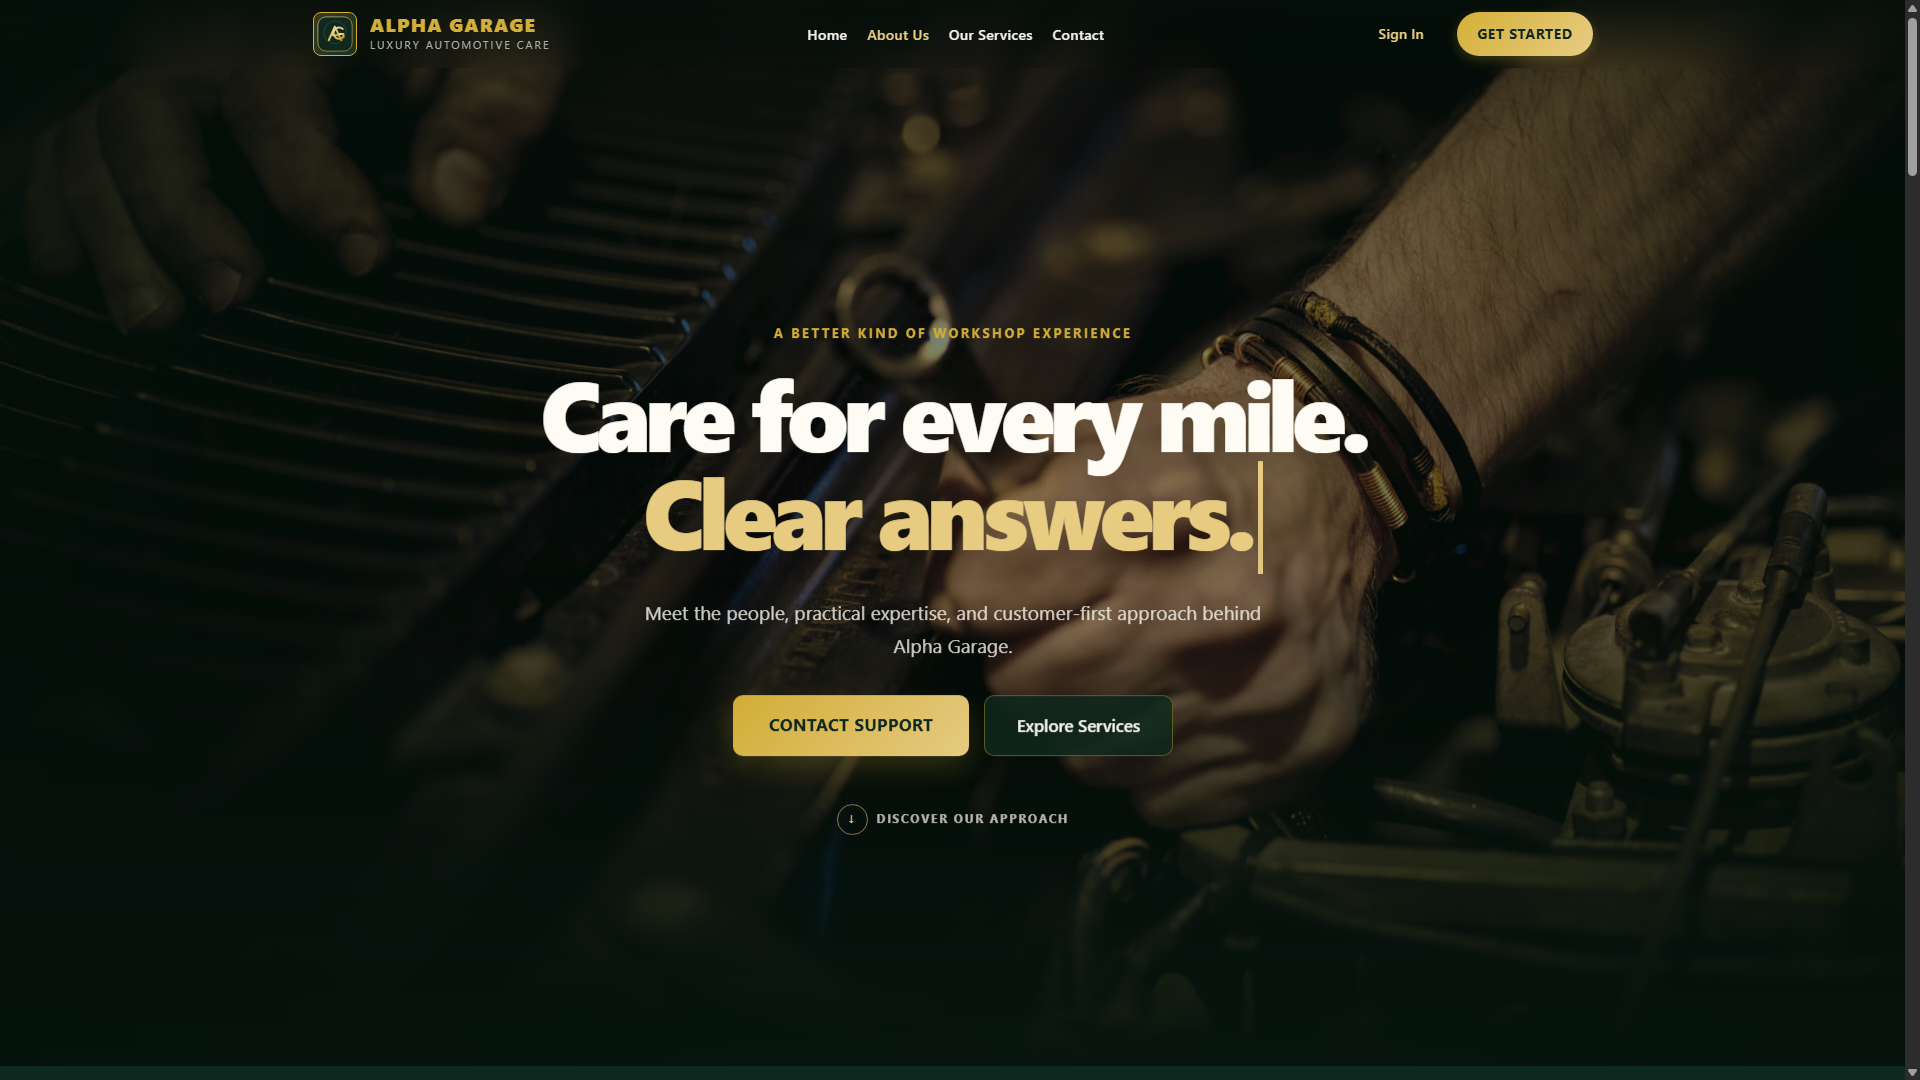 ALPHA GARAGE
LUXURY AUTOMOTIVE CARE
Home
About Us
Our Services
Contact
Sign In
GET STARTED
A BETTER KIND OF WORKSHOP EXPERIENCE
Care for every mile.
Clear answers.
Meet the people, practical expertise, and customer-first approach behind
Alpha Garage.
CONTACT SUPPORT
Explore Services
↓ DISCOVER OUR APPROACH